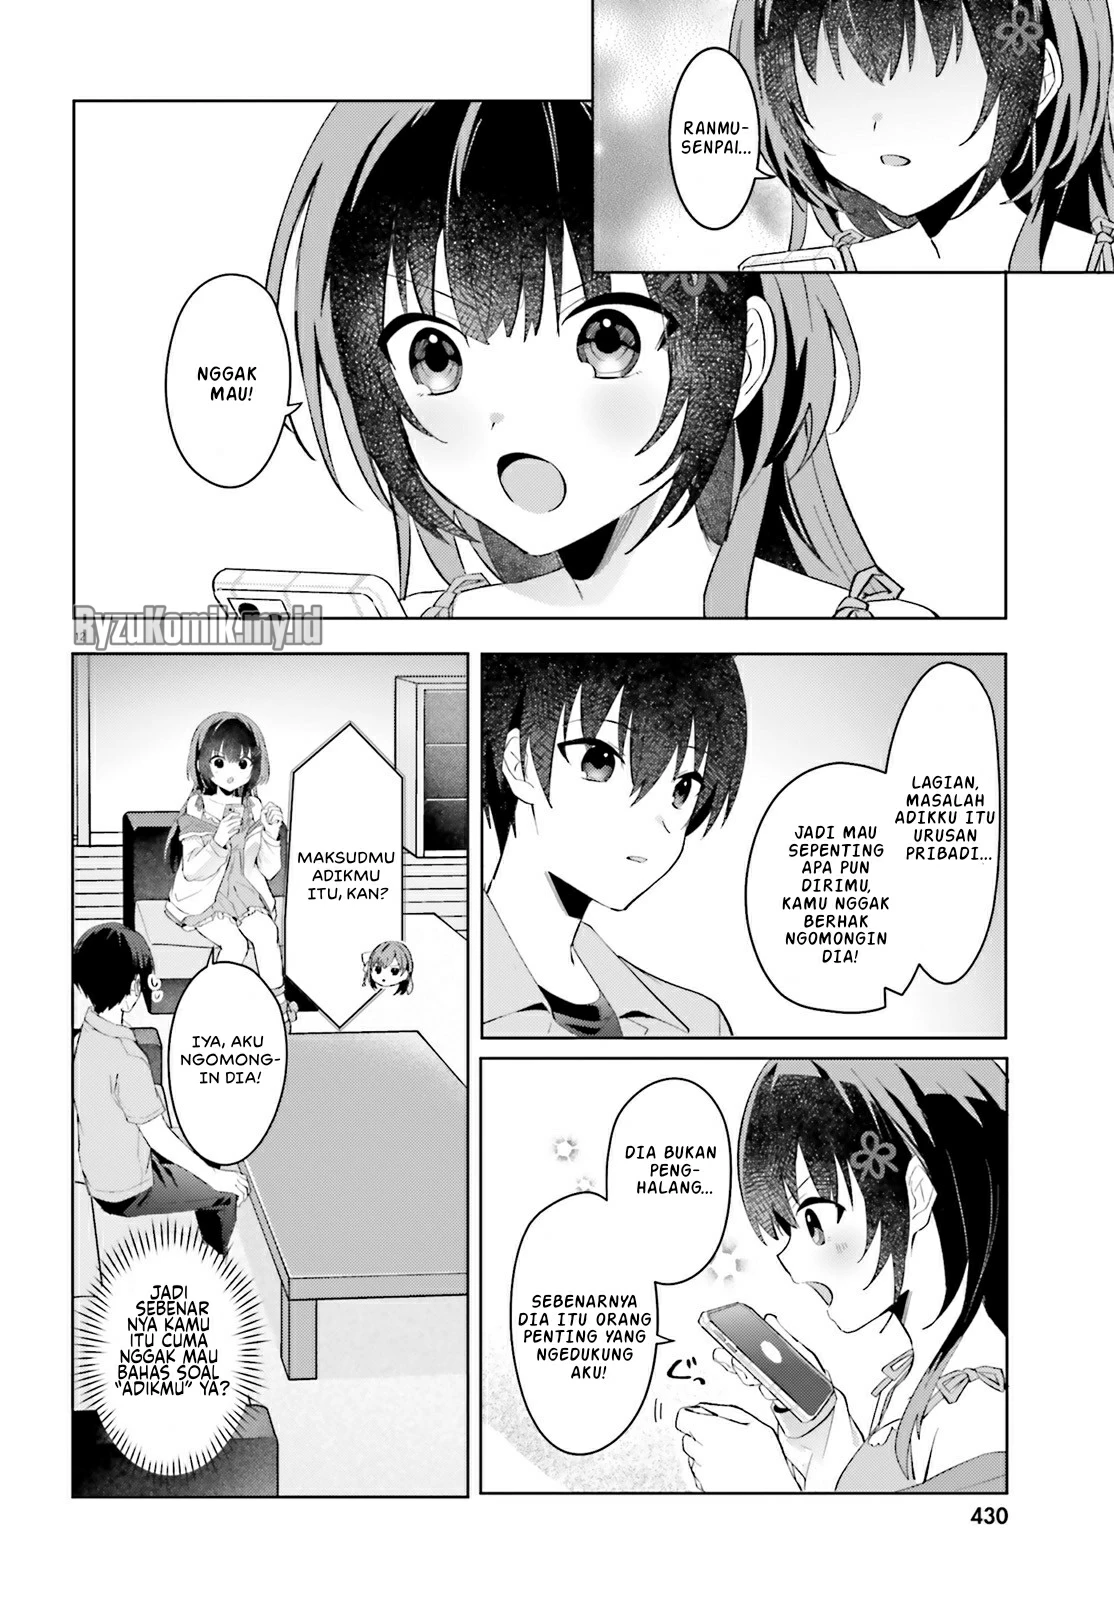 RANMU-
SENPAI...
NGGAK
MAU!
RyzuKomik.my.id
12
LAGIAN,
MASALAH
ADIKKU ITU
URUSAN
PRIBADI...
JADI MAU
SEPENTING
APA PUN
DIRIMU,
KAMU NGGAK
BERHAK
NGOMONGIN
DIA!
MAKSUDMU
ADIKMU
ITU, KAN?
IYA, AKU
NGOMONG-
IN DIA!
JADI
SEBENAR
NYA KAMU
ITU CUMA
NGGAK MAU
BAHAS SOAL
“ADIKMU” YA?
DIA BUKAN
PENG-
HALANG...
SEBENARNYA
DIA ITU ORANG
PENTING YANG
NGEDUKUNG
AKU!
ぐっ
430